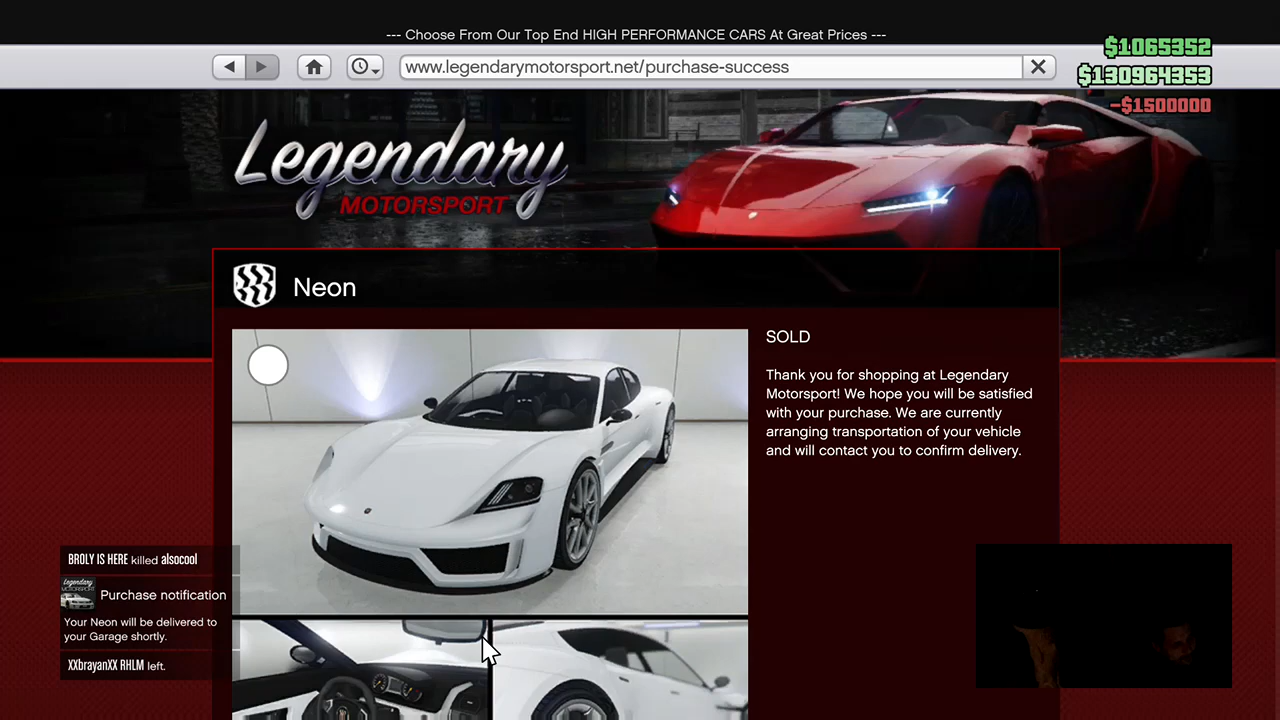 --- Choose From Our Top End HIGH PERFORMANCE CARS At Great Prices ---
www.legendarymotorsport.net/purchase-success
$1065352
$130964353
-$1500000
Legendary
MOTORSPORT
Neon
SOLD
Thank you for shopping at Legendary
Motorsport! We hope you will be satisfied
with your purchase. We are currently
arranging transportation of your vehicle
and will contact you to confirm delivery.
BROLY IS HERE killed alsocool
Legendary
MOTORSPORT
Purchase notification
Your Neon will be delivered to
your Garage shortly.
XXbrayanXX RHLM left.